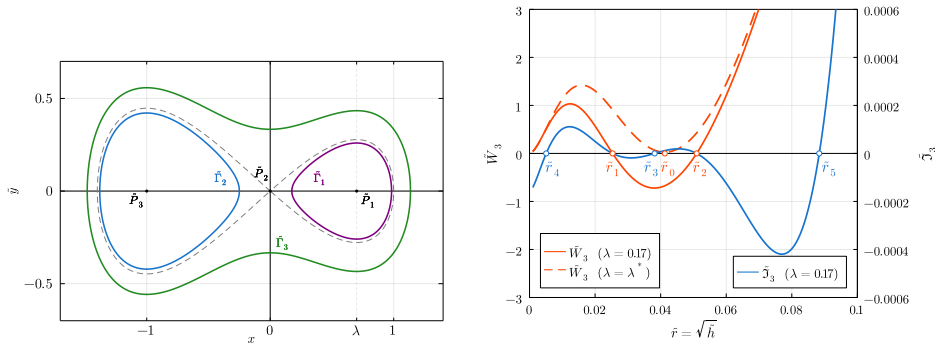 0.5
0
−0.5
ỹ
P̃₃
Γ̃₂
P̃₂
Γ̃₁
P̃₁
Γ̃₃
−1
0
λ
1
x
3
2
1
0
−1
−2
−3
W̃₃
r̃₄
r̃₁
r̃₃
r̃₀
r̃₂
r̃₅
W̃₃ (λ = 0.17)
W̃₃ (λ = λ*)
ℑ̃₃ (λ = 0.17)
0
0.02
0.04
0.06
0.08
0.1
r̃ = √h̃
0.0006
0.0004
0.0002
0
−0.0002
−0.0004
−0.0006
ℑ̃₃